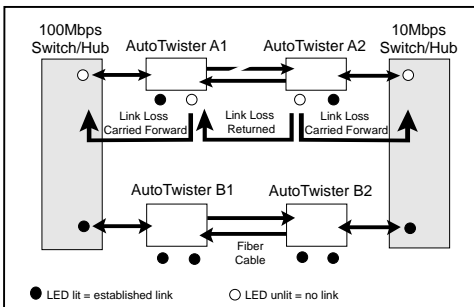 100Mbps
Switch/Hub
AutoTwister A1
AutoTwister A2
10Mbps
Switch/Hub
Link Loss
Carried Forward
Link Loss
Returned
Link Loss
Carried Forward
AutoTwister B1
AutoTwister B2
Fiber
Cable
LED lit = established link
LED unlit = no link